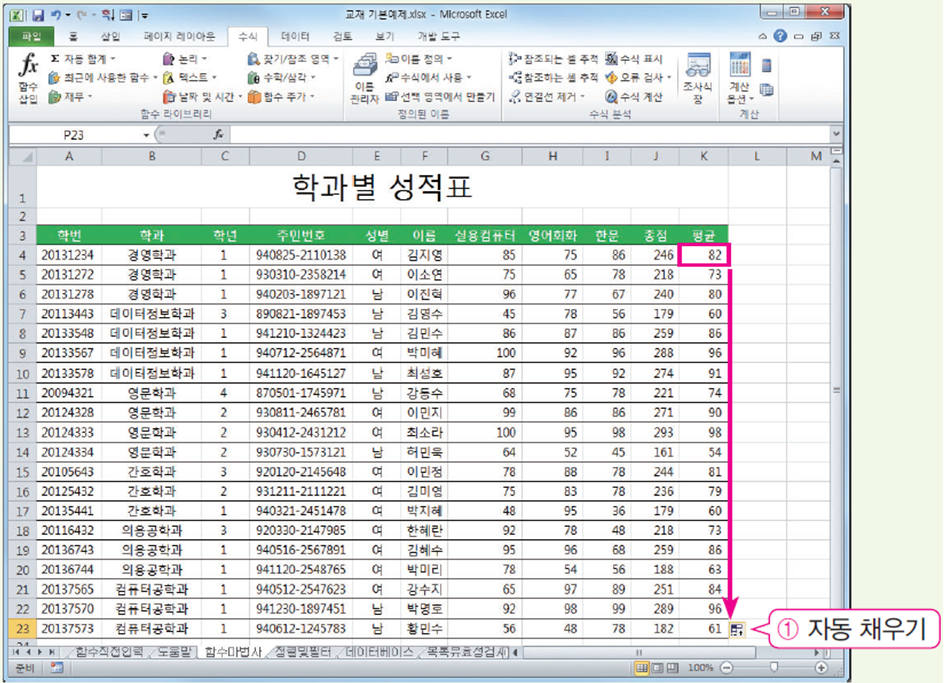 교재 기본예제.xlsx - Microsoft Excel
파일 홈 삽입 페이지 레이아웃 수식 데이터 검토 보기 개발 도구
fx 함수 삽입
Σ 자동 합계
최근에 사용한 함수
재무
논리
텍스트
날짜 및 시간
찾기/참조 영역
수학/삼각
함수 추가
함수 라이브러리
이름 관리자
이름 정의
수식에서 사용
선택 영역에서 만들기
정의된 이름
참조되는 셀 추적
참조하는 셀 추적
연결선 제거
수식 표시
오류 검사
수식 계산
조사식 창
수식 분석
계산 옵션
계산
P23 fx
A B C D E F G H I J K L M
1 학과별 성적표
2
3 학번 학과 학년 주민번호 성별 이름 실용컴퓨터 영어회화 한문 총점 평균
4 20131234 경영학과 1 940825-2110138 여 김지영 85 75 86 246 82
5 20131272 경영학과 1 930310-2358214 여 이소연 75 65 78 218 73
6 20131278 경영학과 1 940203-1897121 남 이진혁 96 77 67 240 80
7 20113443 데이터정보학과 3 890821-1897453 남 김영수 45 78 56 179 60
8 20133548 데이터정보학과 1 941210-1324423 남 김민수 86 87 86 259 86
9 20133567 데이터정보학과 1 940712-2564871 여 박미혜 100 92 96 288 96
10 20133578 데이터정보학과 1 941120-1645127 남 최성호 87 95 92 274 91
11 20094321 영문학과 4 870501-1745971 남 강동수 68 75 78 221 74
12 20124328 영문학과 2 930811-2465781 여 이민지 99 86 86 271 90
13 20124333 영문학과 2 930412-2431212 여 최소라 100 95 98 293 98
14 20124334 영문학과 2 930730-1573121 남 허민욱 64 52 45 161 54
15 20105643 간호학과 3 920120-2145648 여 이민정 78 88 78 244 81
16 20125432 간호학과 2 931211-2111221 여 김미영 75 83 78 236 79
17 20135441 간호학과 1 940321-2451478 여 박지혜 48 95 36 179 60
18 20116432 의용공학과 3 920330-2147985 여 한혜란 92 78 48 218 73
19 20136743 의용공학과 1 940516-2567891 여 김혜수 95 96 68 259 86
20 20136744 의용공학과 1 941120-2548765 여 박미리 78 54 56 188 63
21 20137565 컴퓨터공학과 1 940512-2547623 여 강수지 65 97 89 251 84
22 20137570 컴퓨터공학과 1 941230-1897451 남 박명호 92 98 99 289 96
23 20137573 컴퓨터공학과 1 940612-1245783 남 황민수 56 48 78 182 61
① 자동 채우기
함수직접입력 도움말 함수마법사 정렬및필터 데이터베이스 목록유효성검사
준비 100%